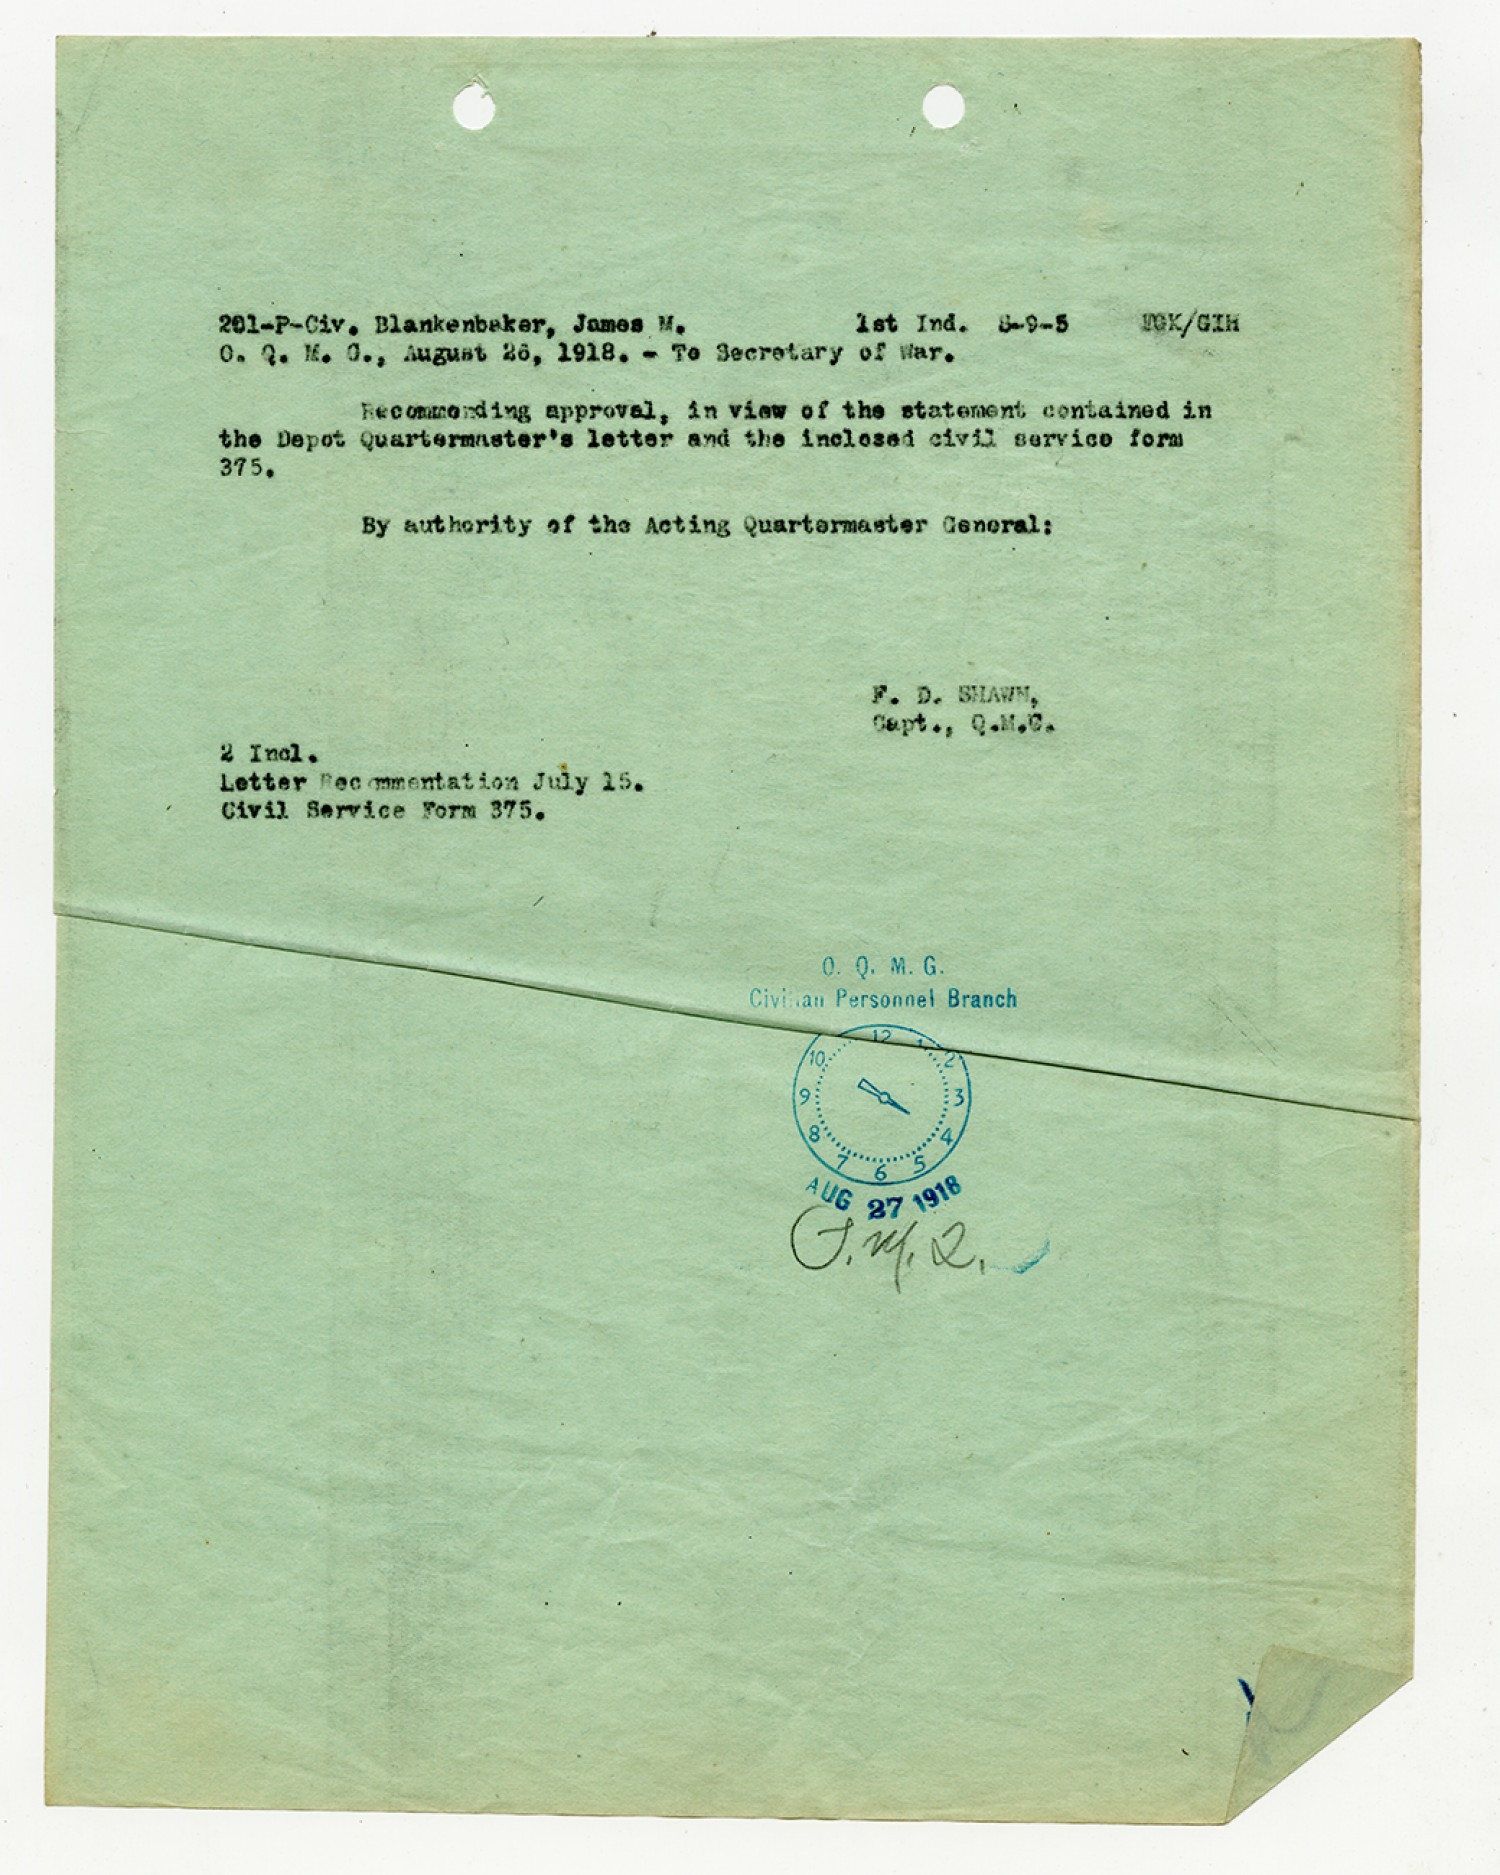 201-P-Civ. Blankenbaker, James M. 1st Ind. 8-9-5 TGK/GIH
O. Q. M. G., August 26, 1918. - To Secretary of War.
Recommending approval, in view of the statement contained in
the Depot Quartermaster's letter and the inclosed civil service form
375.
By authority of the Acting Quartermaster General:
F. D. SHAWN,
Capt., Q.M.C.
2 Incl.
Letter Recommentation July 15.
Civil Service Form 375.
O. Q. M. G.
Civilian Personnel Branch
12 1 2 3 4 5 6 7 8 9 10
AUG 27 1918